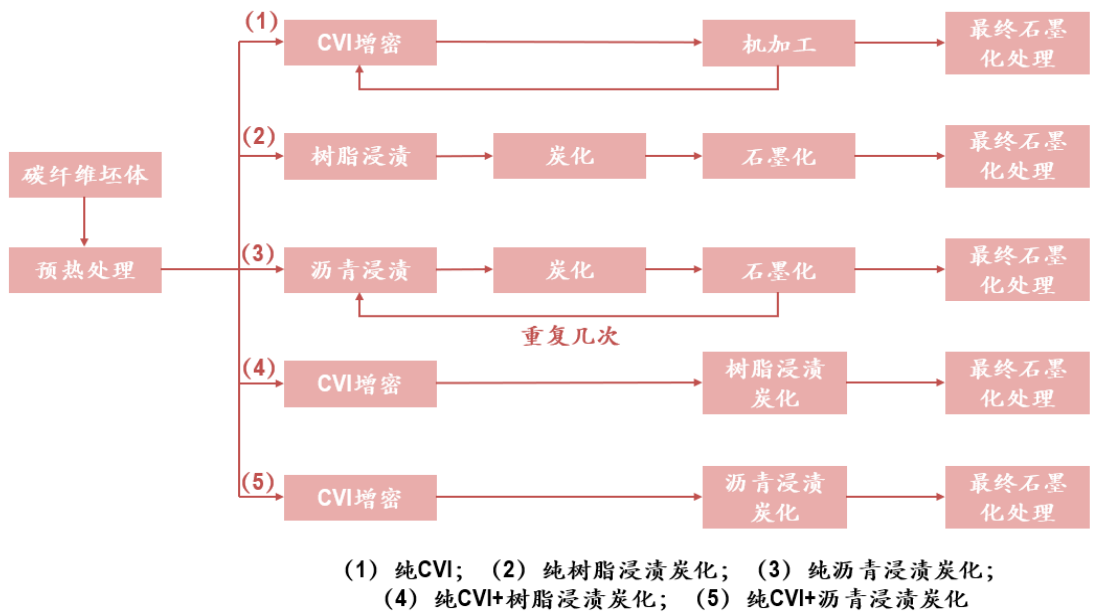 (1)
CVI增密
机加工
最终石墨
化处理
碳纤维坯体
预热处理
(2)
树脂浸渍
炭化
石墨化
最终石墨
化处理
(3)
沥青浸渍
炭化
石墨化
最终石墨
化处理
重复几次
(4)
CVI增密
树脂浸渍
炭化
最终石墨
化处理
(5)
CVI增密
沥青浸渍
炭化
最终石墨
化处理
（1）纯CVI；（2）纯树脂浸渍炭化；（3）纯沥青浸渍炭化；
（4）纯CVI+树脂浸渍炭化；（5）纯CVI+沥青浸渍炭化